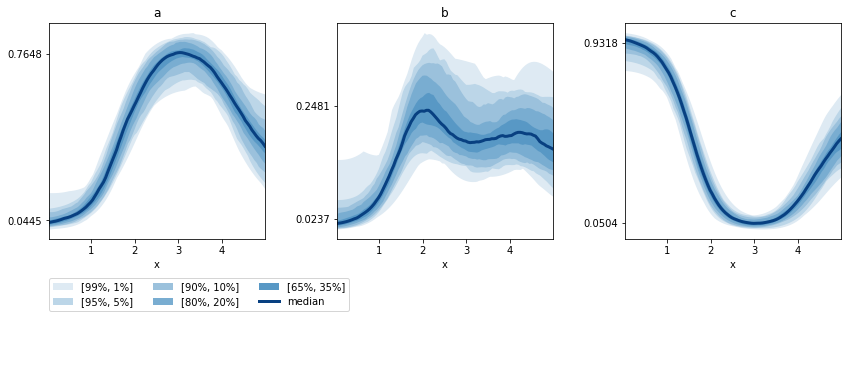 a
b
c
0.7648
0.0445
0.2481
0.0237
0.9318
0.0504
1 2 3 4
1 2 3 4
1 2 3 4
x
x
x
[99%, 1%] [90%, 10%] [65%, 35%]
[95%, 5%] [80%, 20%] median